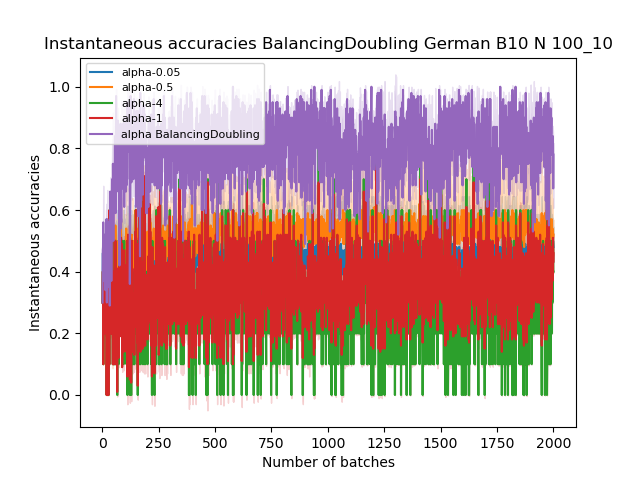 Instantaneous accuracies BalancingDoubling German B10 N 100_10
alpha-0.05
alpha-0.5
alpha-4
alpha-1
alpha BalancingDoubling
Instantaneous accuracies
1.0
0.8
0.6
0.4
0.2
0.0
0 250 500 750 1000 1250 1500 1750 2000
Number of batches